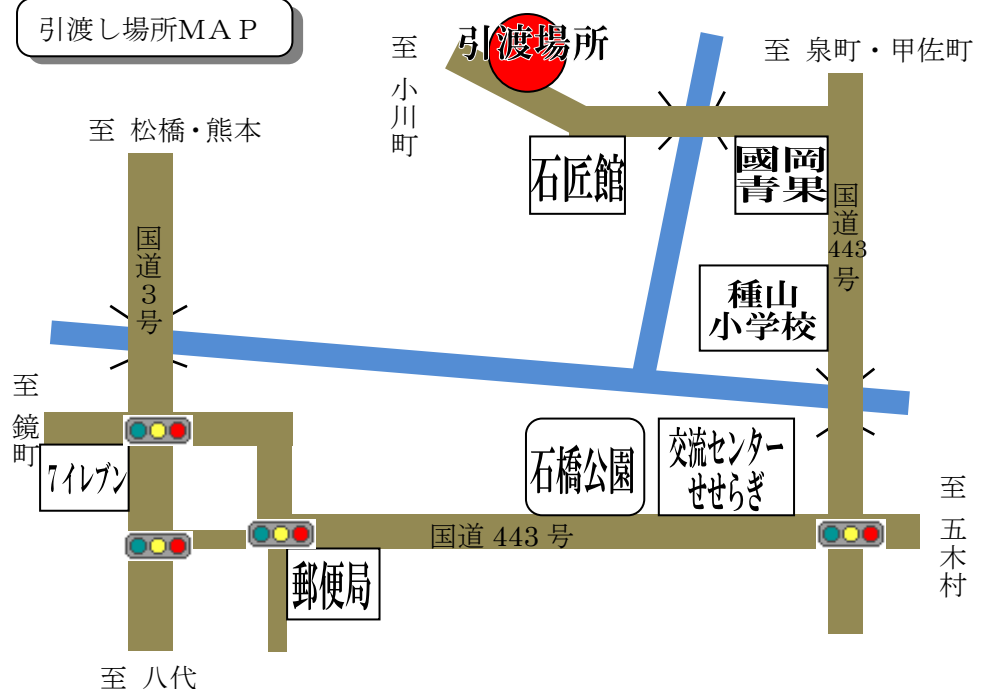 引渡し場所MAP
至 小川町
引渡場所
至 泉町・甲佐町
至 松橋・熊本
石匠館
國岡
青果
国道3号
国道443号
種山
小学校
至 鏡町
7イレブン
石橋公園
交流センター
せせらぎ
国道 443 号
至 五木村
郵便局
至 八代